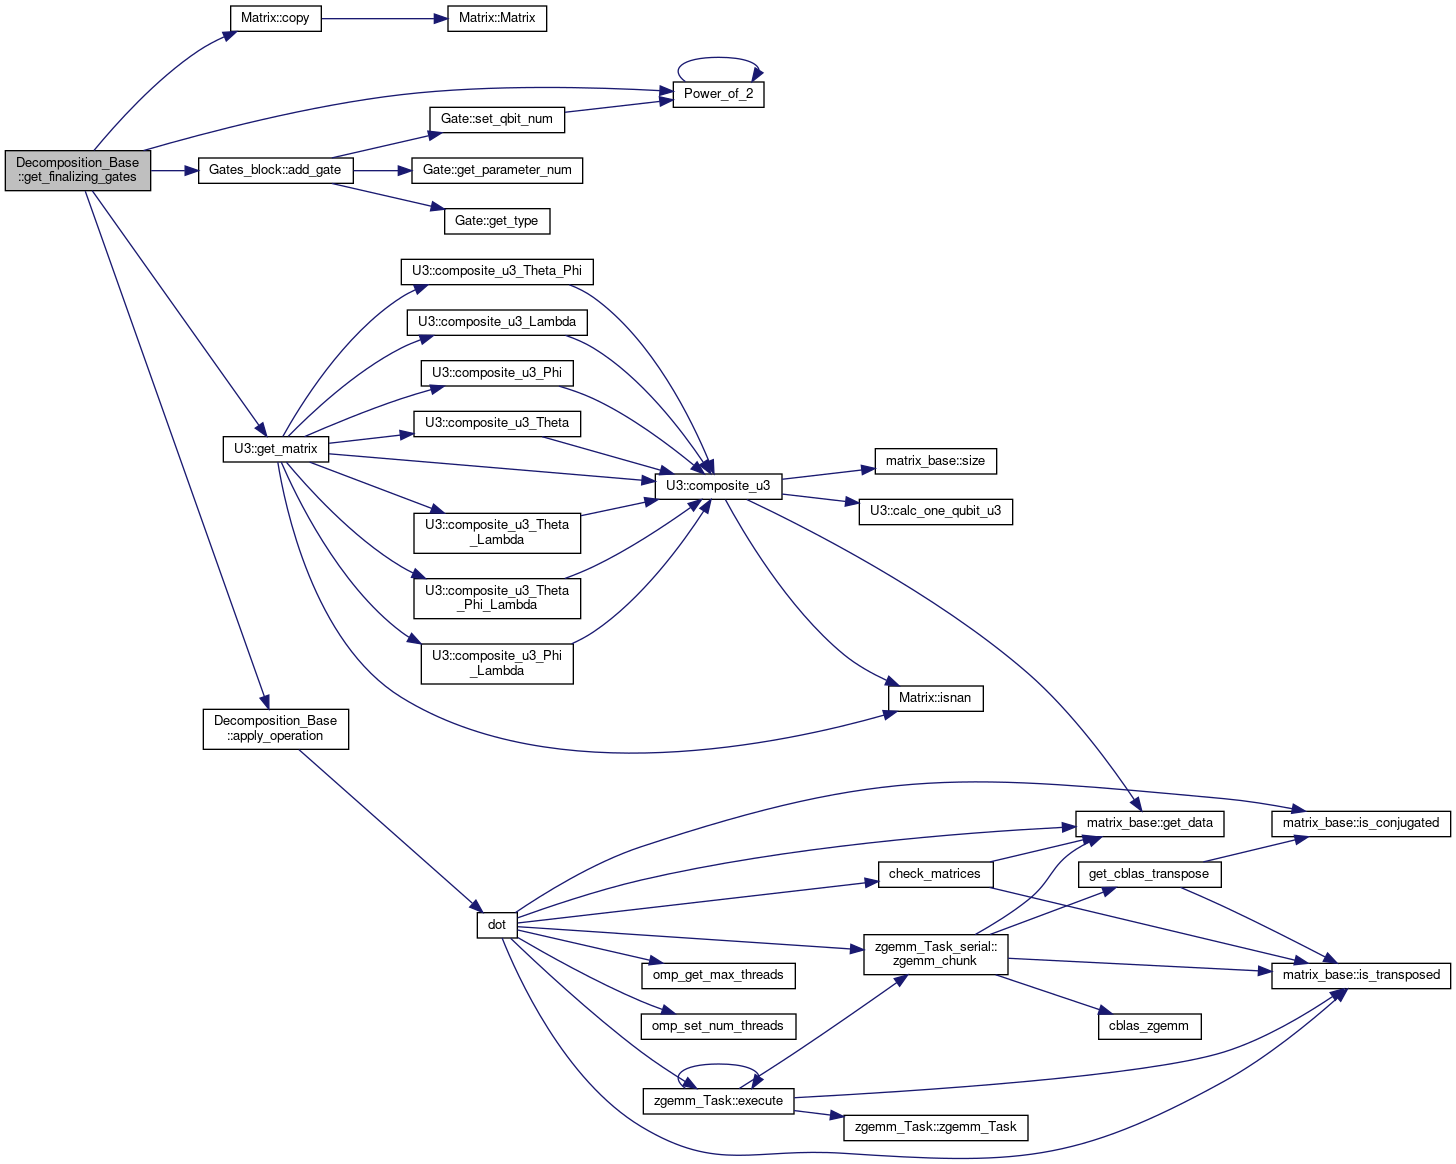 Matrix::copy
Matrix::Matrix
Power_of_2
Gate::set_qbit_num
Decomposition_Base
::get_finalizing_gates
Gates_block::add_gate
Gate::get_parameter_num
Gate::get_type
U3::composite_u3_Theta_Phi
U3::composite_u3_Lambda
U3::composite_u3_Phi
U3::composite_u3_Theta
U3::get_matrix
matrix_base::size
U3::composite_u3
U3::calc_one_qubit_u3
U3::composite_u3_Theta
_Lambda
U3::composite_u3_Theta
_Phi_Lambda
U3::composite_u3_Phi
_Lambda
Matrix::isnan
Decomposition_Base
::apply_operation
matrix_base::get_data
matrix_base::is_conjugated
check_matrices
get_cblas_transpose
dot
zgemm_Task_serial::
zgemm_chunk
omp_get_max_threads
matrix_base::is_transposed
omp_set_num_threads
cblas_zgemm
zgemm_Task::execute
zgemm_Task::zgemm_Task